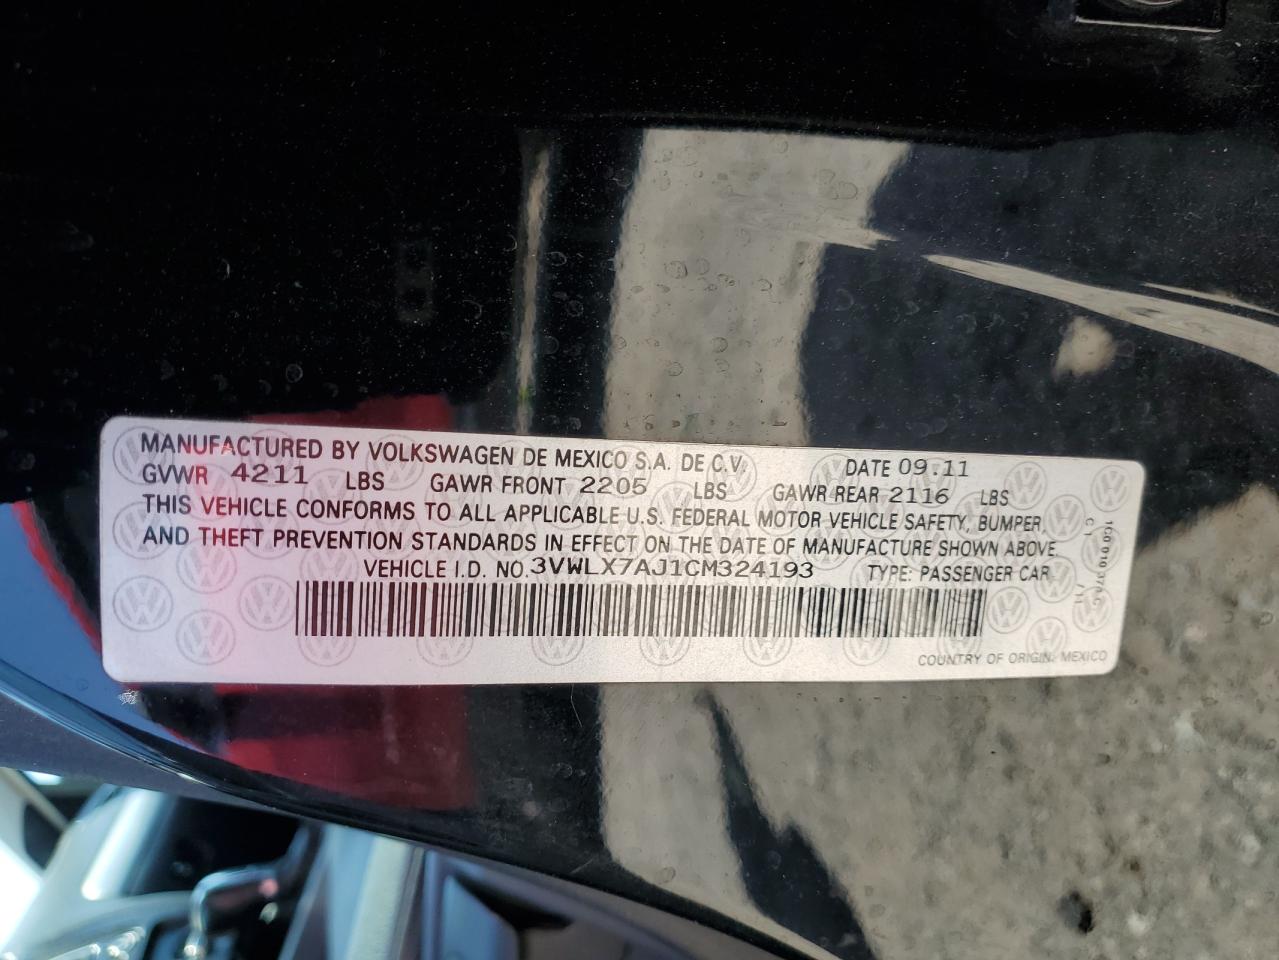 MANUFACTURED BY VOLKSWAGEN DE MEXICO S.A. DE C.V. DATE 09.11
GVWR 4211 LBS GAWR FRONT 2205 LBS GAWR REAR 2116 LBS
THIS VEHICLE CONFORMS TO ALL APPLICABLE U.S. FEDERAL MOTOR VEHICLE SAFETY, BUMPER
AND THEFT PREVENTION STANDARDS IN EFFECT ON THE DATE OF MANUFACTURE SHOWN ABOVE.
VEHICLE I.D. NO. 3VWLX7AJ1CM324193 TYPE: PASSENGER CAR
COUNTRY OF ORIGIN: MEXICO